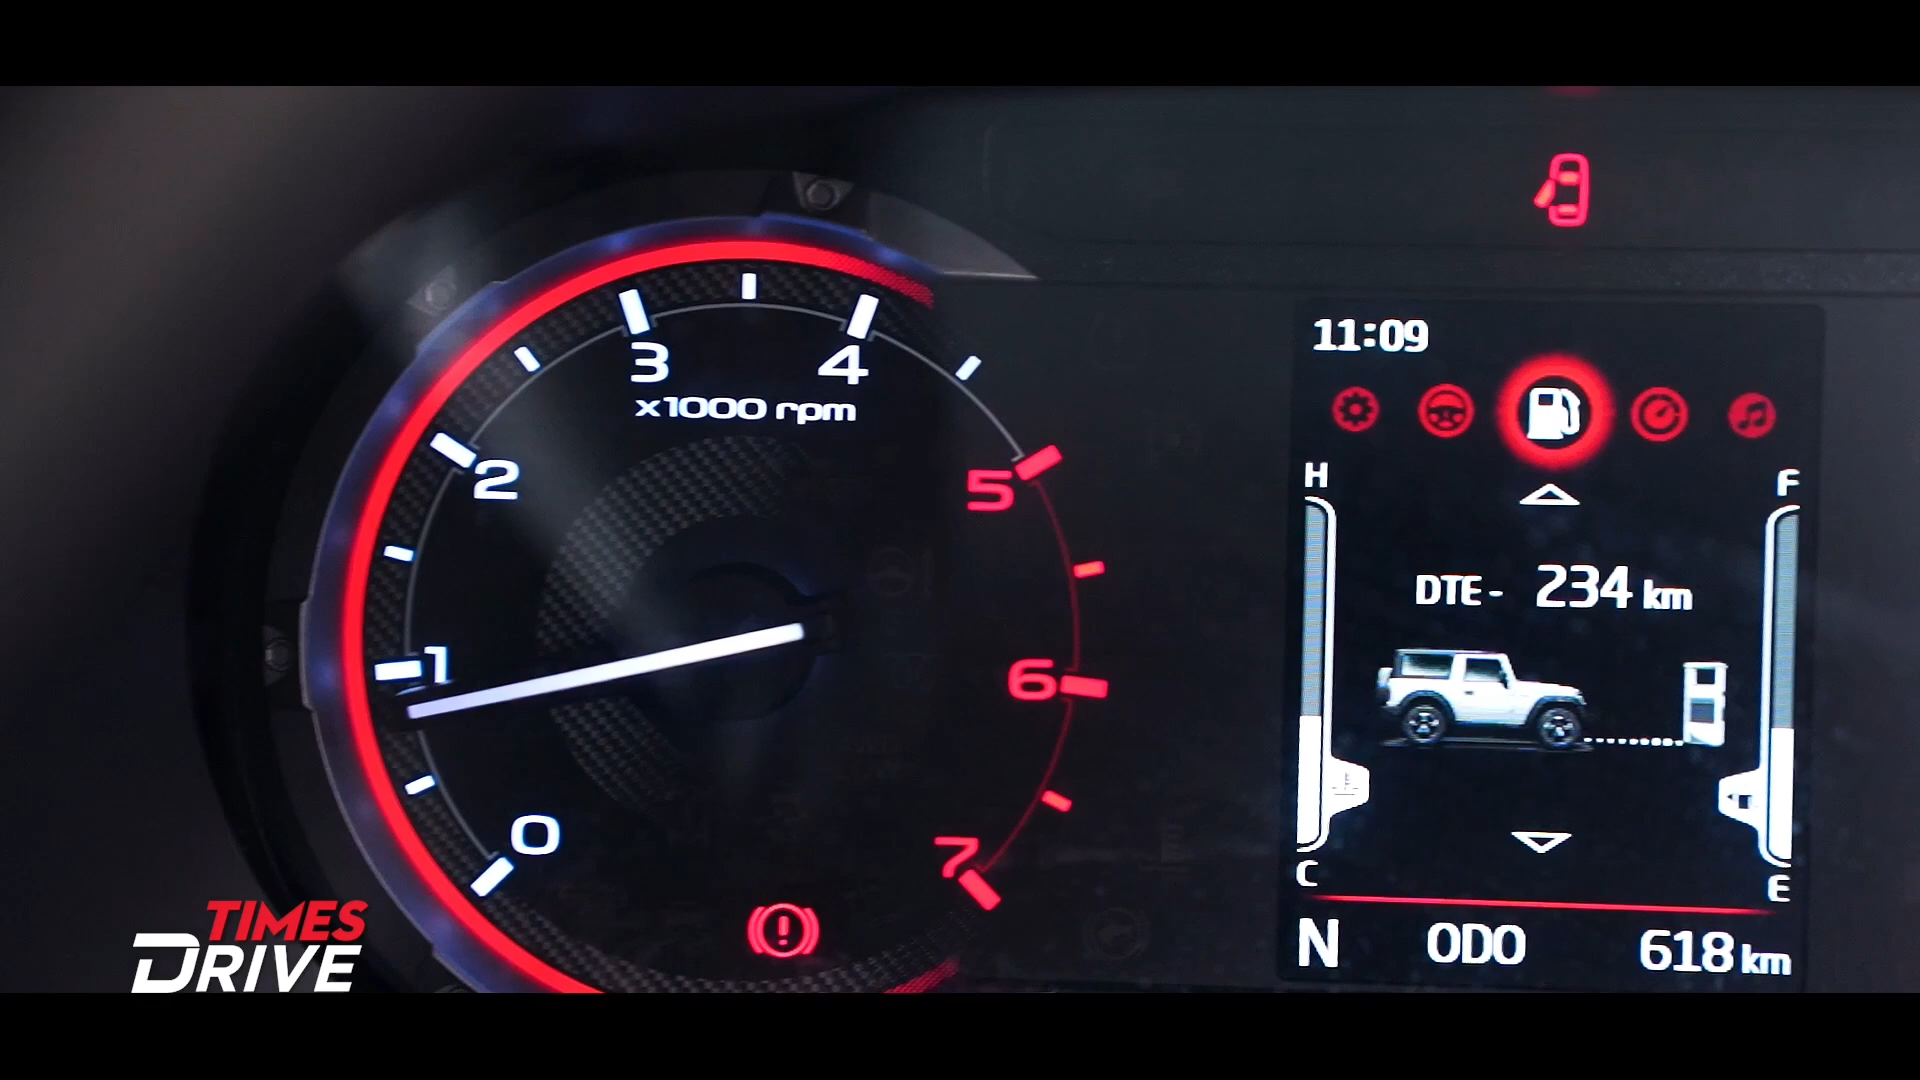 3
4
x1000 rpm
2
5
1
6
0
7
11:09
H
F
DTE - 234 km
C
E
N ODO 618 km
TIMES
DRIVE